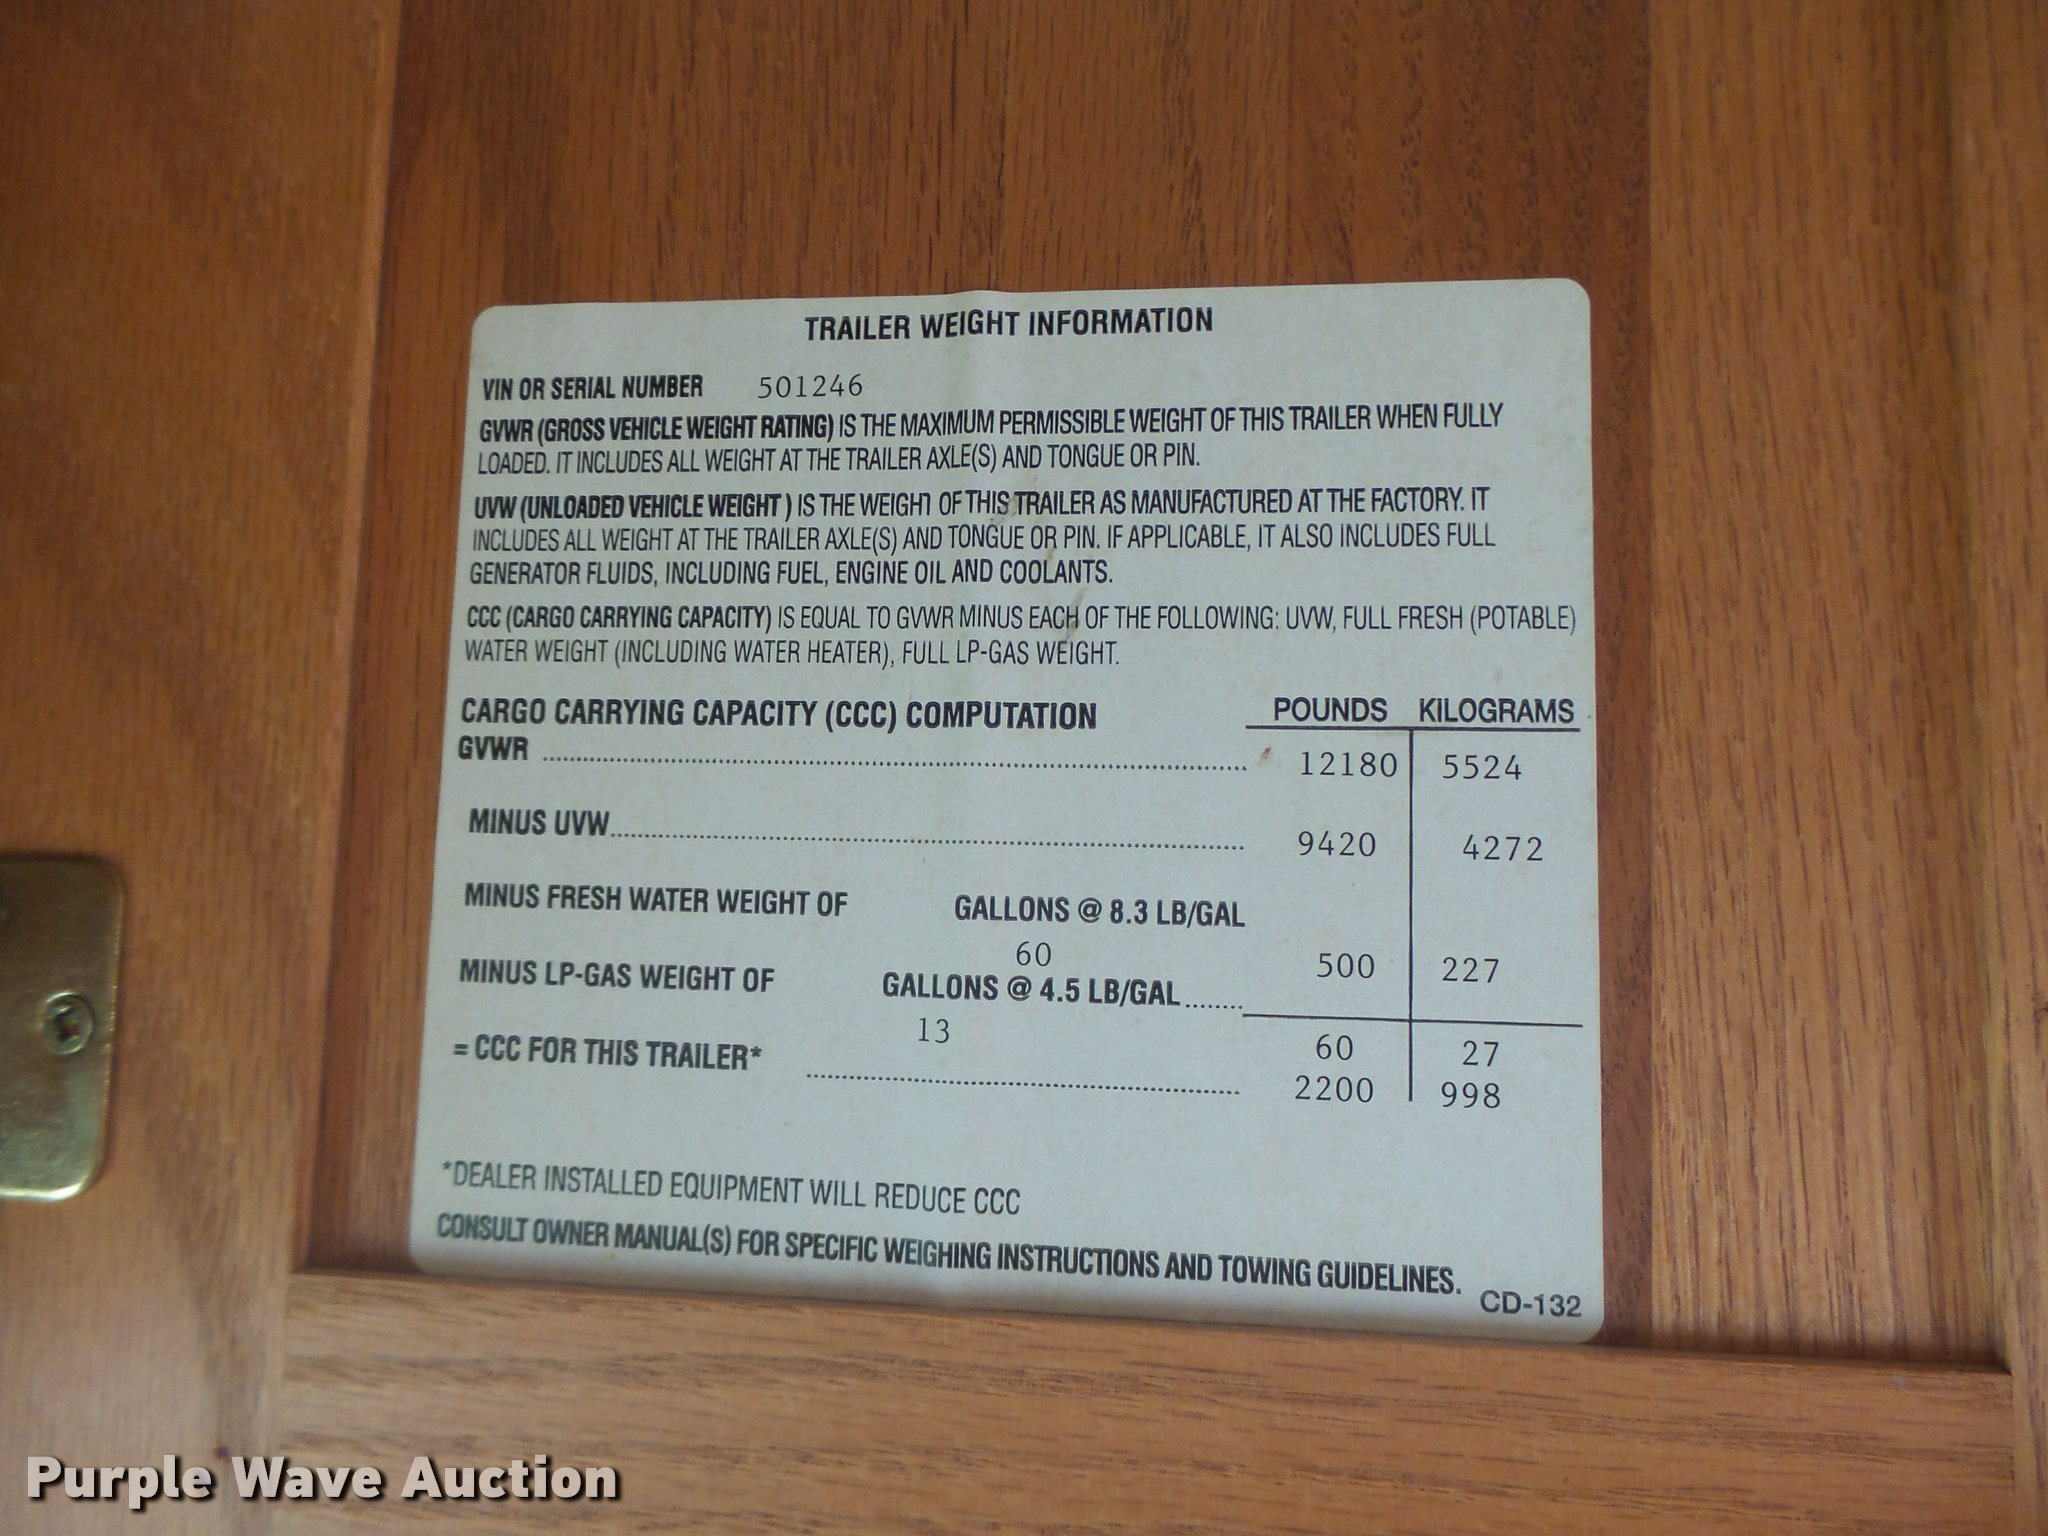 TRAILER WEIGHT INFORMATION
VIN OR SERIAL NUMBER 501246
GVWR (GROSS VEHICLE WEIGHT RATING) IS THE MAXIMUM PERMISSIBLE WEIGHT OF THIS TRAILER WHEN FULLY
LOADED. IT INCLUDES ALL WEIGHT AT THE TRAILER AXLE(S) AND TONGUE OR PIN.
UVW (UNLOADED VEHICLE WEIGHT ) IS THE WEIGHT OF THIS TRAILER AS MANUFACTURED AT THE FACTORY. IT
INCLUDES ALL WEIGHT AT THE TRAILER AXLE(S) AND TONGUE OR PIN. IF APPLICABLE, IT ALSO INCLUDES FULL
GENERATOR FLUIDS, INCLUDING FUEL, ENGINE OIL AND COOLANTS.
CCC (CARGO CARRYING CAPACITY) IS EQUAL TO GVWR MINUS EACH OF THE FOLLOWING: UVW, FULL FRESH (POTABLE)
WATER WEIGHT (INCLUDING WATER HEATER), FULL LP-GAS WEIGHT.
CARGO CARRYING CAPACITY (CCC) COMPUTATION POUNDS KILOGRAMS
GVWR 12180 5524
MINUS UVW 9420 4272
MINUS FRESH WATER WEIGHT OF GALLONS @ 8.3 LB/GAL
60 500 227
MINUS LP-GAS WEIGHT OF GALLONS @ 4.5 LB/GAL
13 60 27
= CCC FOR THIS TRAILER* 2200 998
*DEALER INSTALLED EQUIPMENT WILL REDUCE CCC
CONSULT OWNER MANUAL(S) FOR SPECIFIC WEIGHING INSTRUCTIONS AND TOWING GUIDELINES.
CD-132
Purple Wave Auction